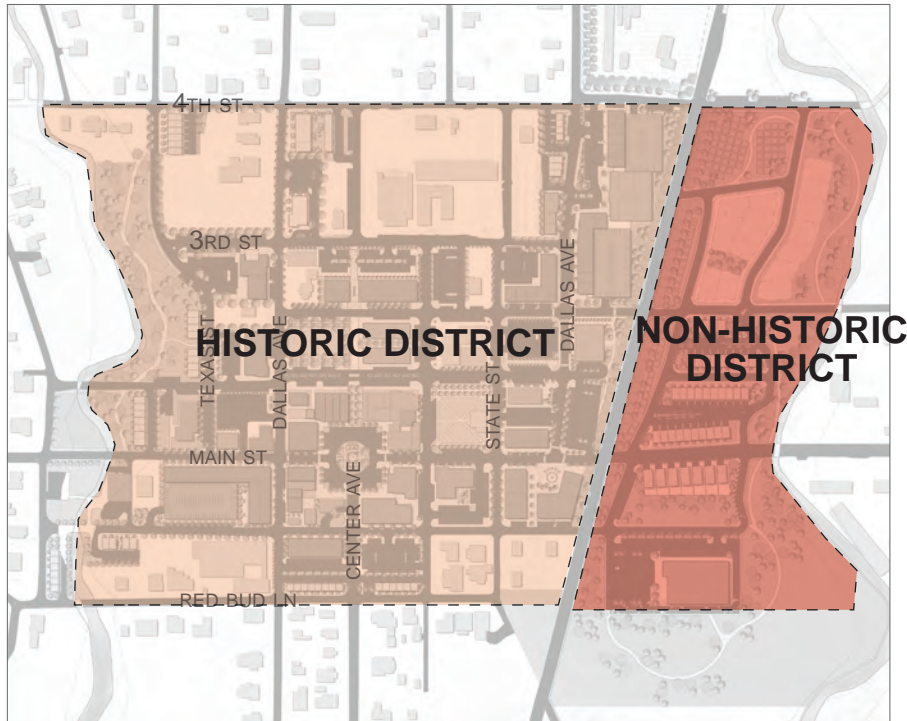 4TH ST
3RD ST
DALLAS AVE
HISTORIC DISTRICT
NON-HISTORIC
DISTRICT
TEXAS ST
DALLAS AVE
STATE ST
MAIN ST
CENTER AVE
RED BUD LN